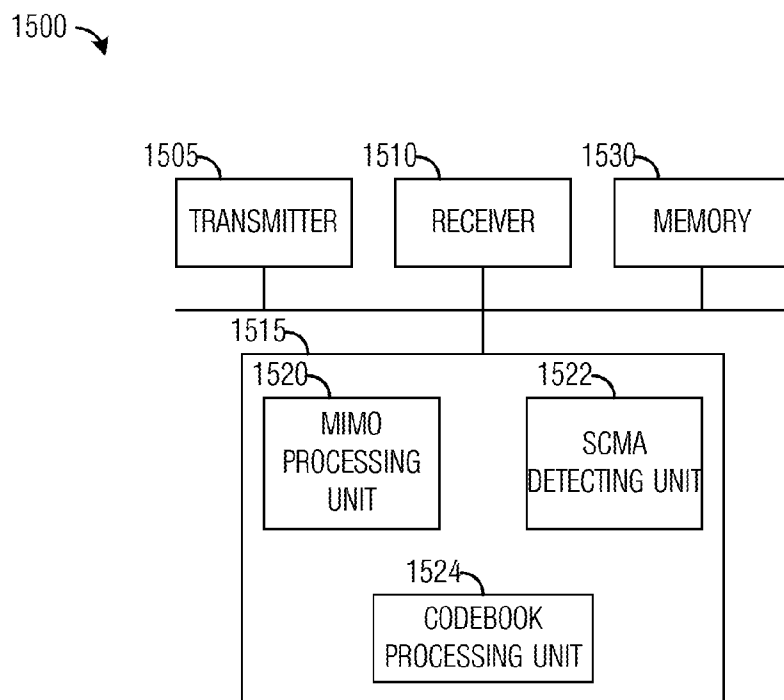 1500
1505
1510
1530
TRANSMITTER
RECEIVER
MEMORY
1515
1520
1522
MIMO
PROCESSING
UNIT
SCMA
DETECTING UNIT
1524
CODEBOOK
PROCESSING UNIT